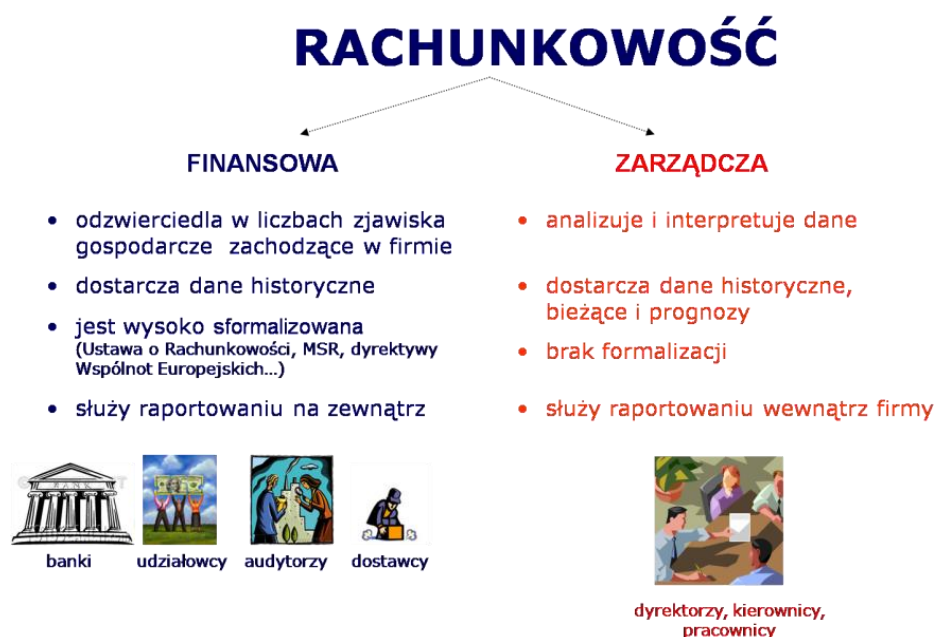 RACHUNKOWOŚĆ
FINANSOWA
• odzwierciedla w liczbach zjawiska
gospodarcze zachodzące w firmie
• dostarcza dane historyczne
• jest wysoko sformalizowana
(Ustawa o Rachunkowości, MSR, dyrektywy
Wspólnot Europejskich...)
• służy raportowaniu na zewnątrz
BANK
banki
udziałowcy
audytorzy
dostawcy
ZARZĄDCZA
• analizuje i interpretuje dane
• dostarcza dane historyczne,
bieżące i prognozy
• brak formalizacji
• służy raportowaniu wewnątrz firmy
dyrektorzy, kierownicy,
pracownicy